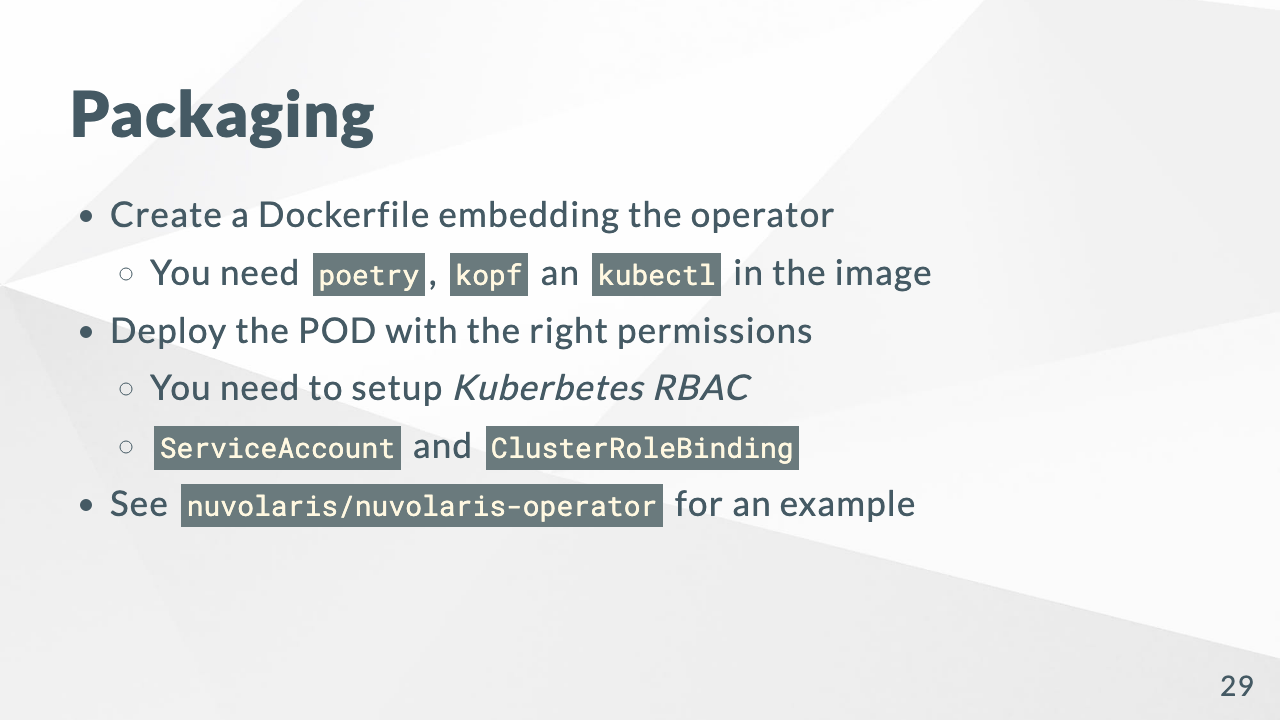 Packaging
• Create a Dockerfile embedding the operator
○ You need poetry, kopf an kubectl in the image
• Deploy the POD with the right permissions
○ You need to setup Kuberbetes RBAC
○ ServiceAccount and ClusterRoleBinding
• See nuvolaris/nuvolaris-operator for an example
29